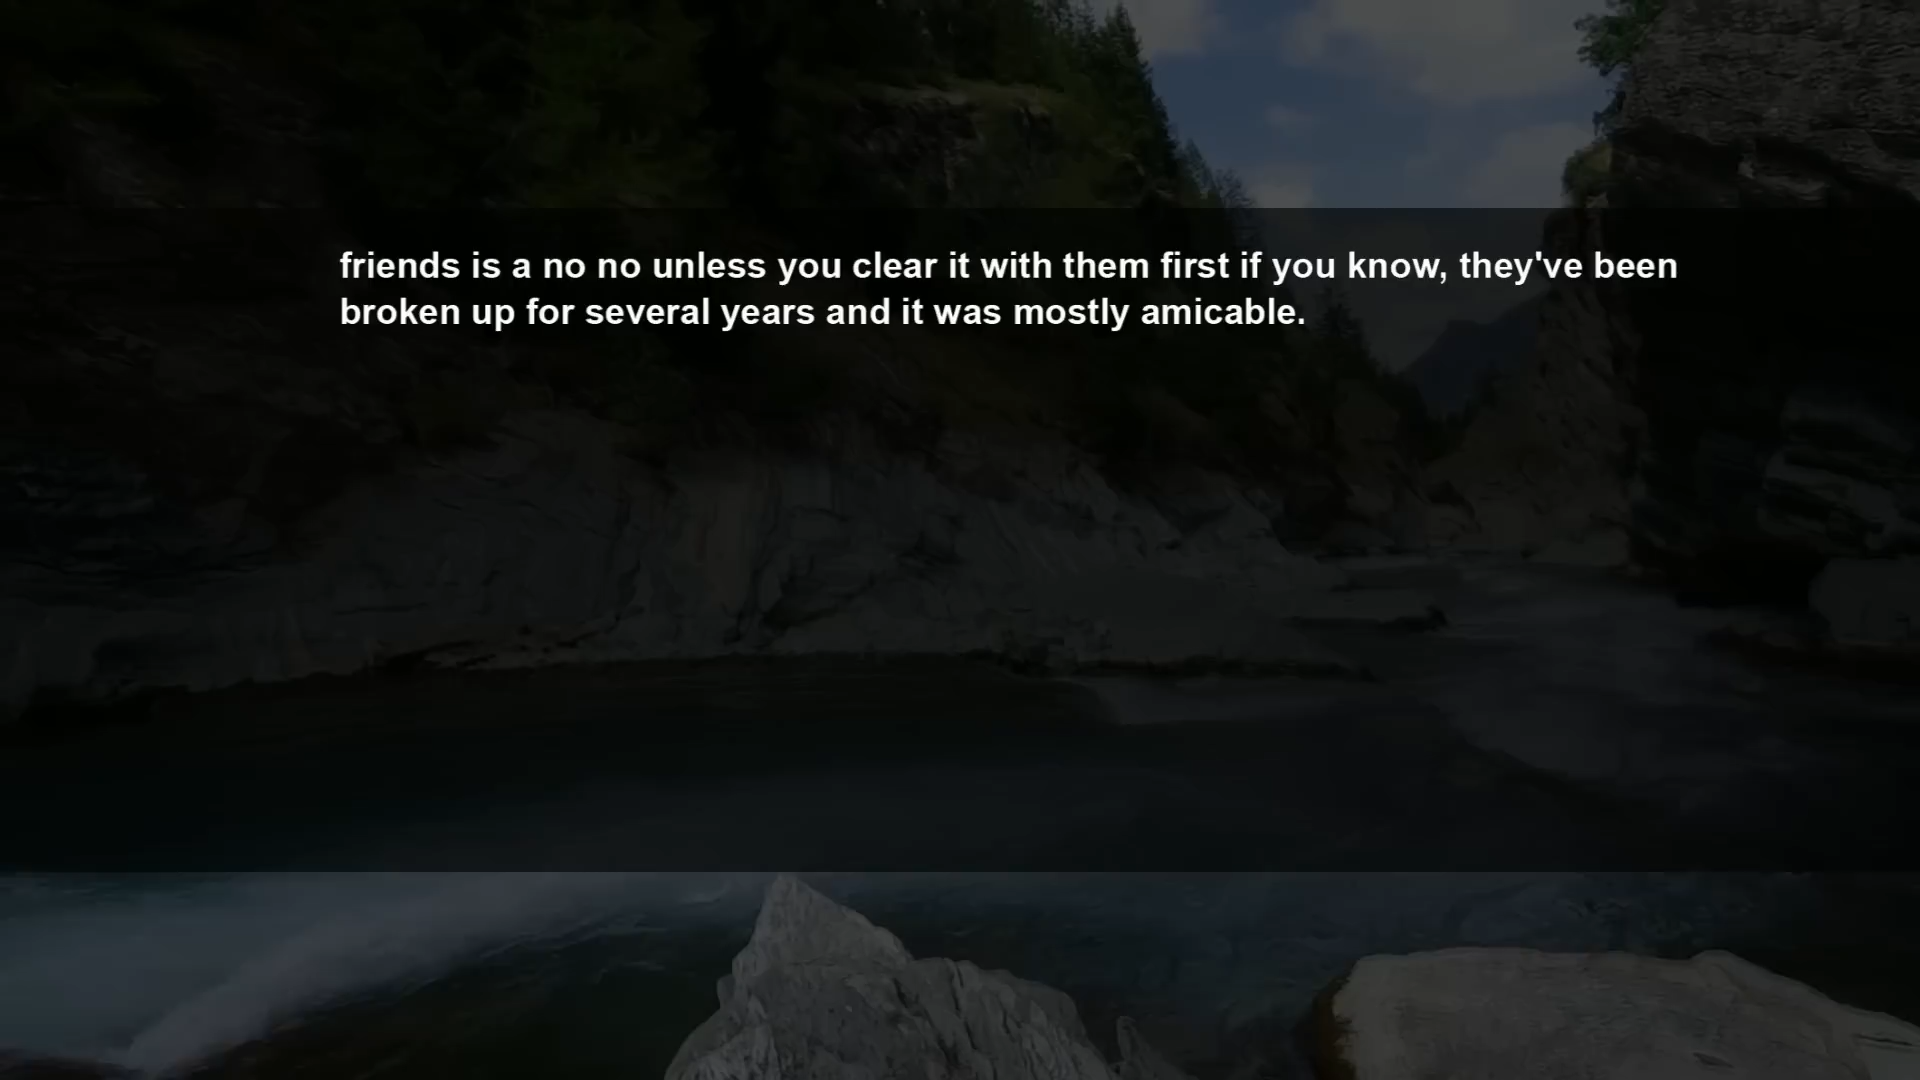 friends is a no no unless you clear it with them first if you know, they've been
broken up for several years and it was mostly amicable.